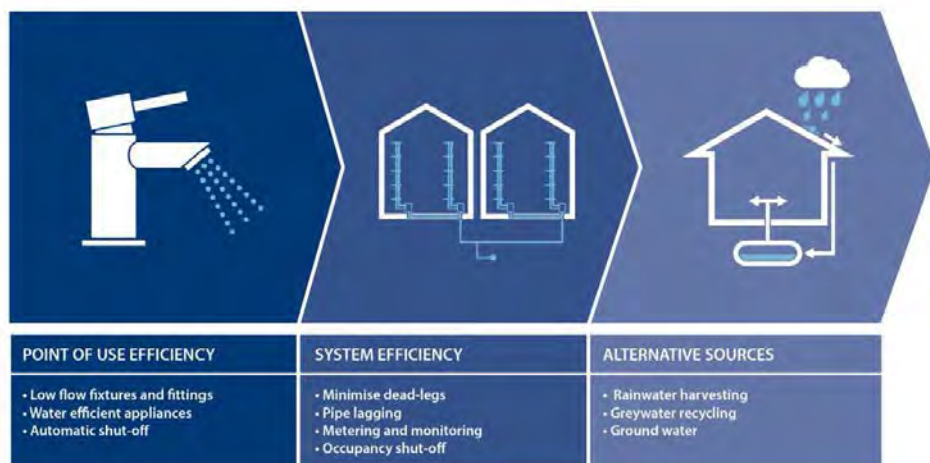 POINT OF USE EFFICIENCY
• Low flow fixtures and fittings
• Water efficient appliances
• Automatic shut-off
SYSTEM EFFICIENCY
• Minimise dead-legs
• Pipe lagging
• Metering and monitoring
• Occupancy shut-off
ALTERNATIVE SOURCES
• Rainwater harvesting
• Greywater recycling
• Ground water